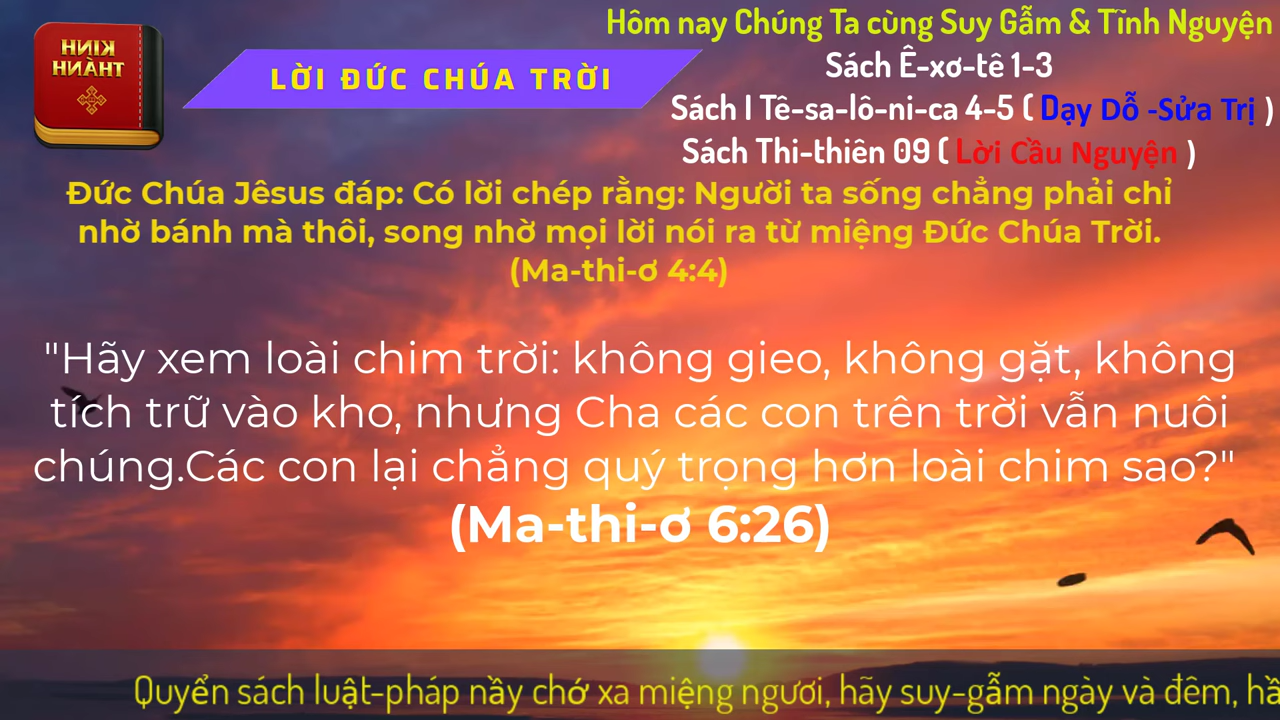 Hôm nay Chúng Ta cùng Suy Gẫm & Tĩnh Nguyện
KINH
THÁNH
LỜI ĐỨC CHÚA TRỜI
Sách Ê-xơ-tê 1-3
Sách I Tê-sa-lô-ni-ca 4-5 ( Dạy Dỗ -Sửa Trị )
Sách Thi-thiên 09 ( Lời Cầu Nguyện )
Đức Chúa Jêsus đáp: Có lời chép rằng: Người ta sống chẳng phải chỉ
nhờ bánh mà thôi, song nhờ mọi lời nói ra từ miệng Đức Chúa Trời.
(Ma-thi-ơ 4:4)
"Hãy xem loài chim trời: không gieo, không gặt, không
tích trữ vào kho, nhưng Cha các con trên trời vẫn nuôi
chúng.Các con lại chẳng quý trọng hơn loài chim sao?"
(Ma-thi-ơ 6:26)
Quyển sách luật-pháp nầy chớ xa miệng ngươi, hãy suy-gẫm ngày và đêm,